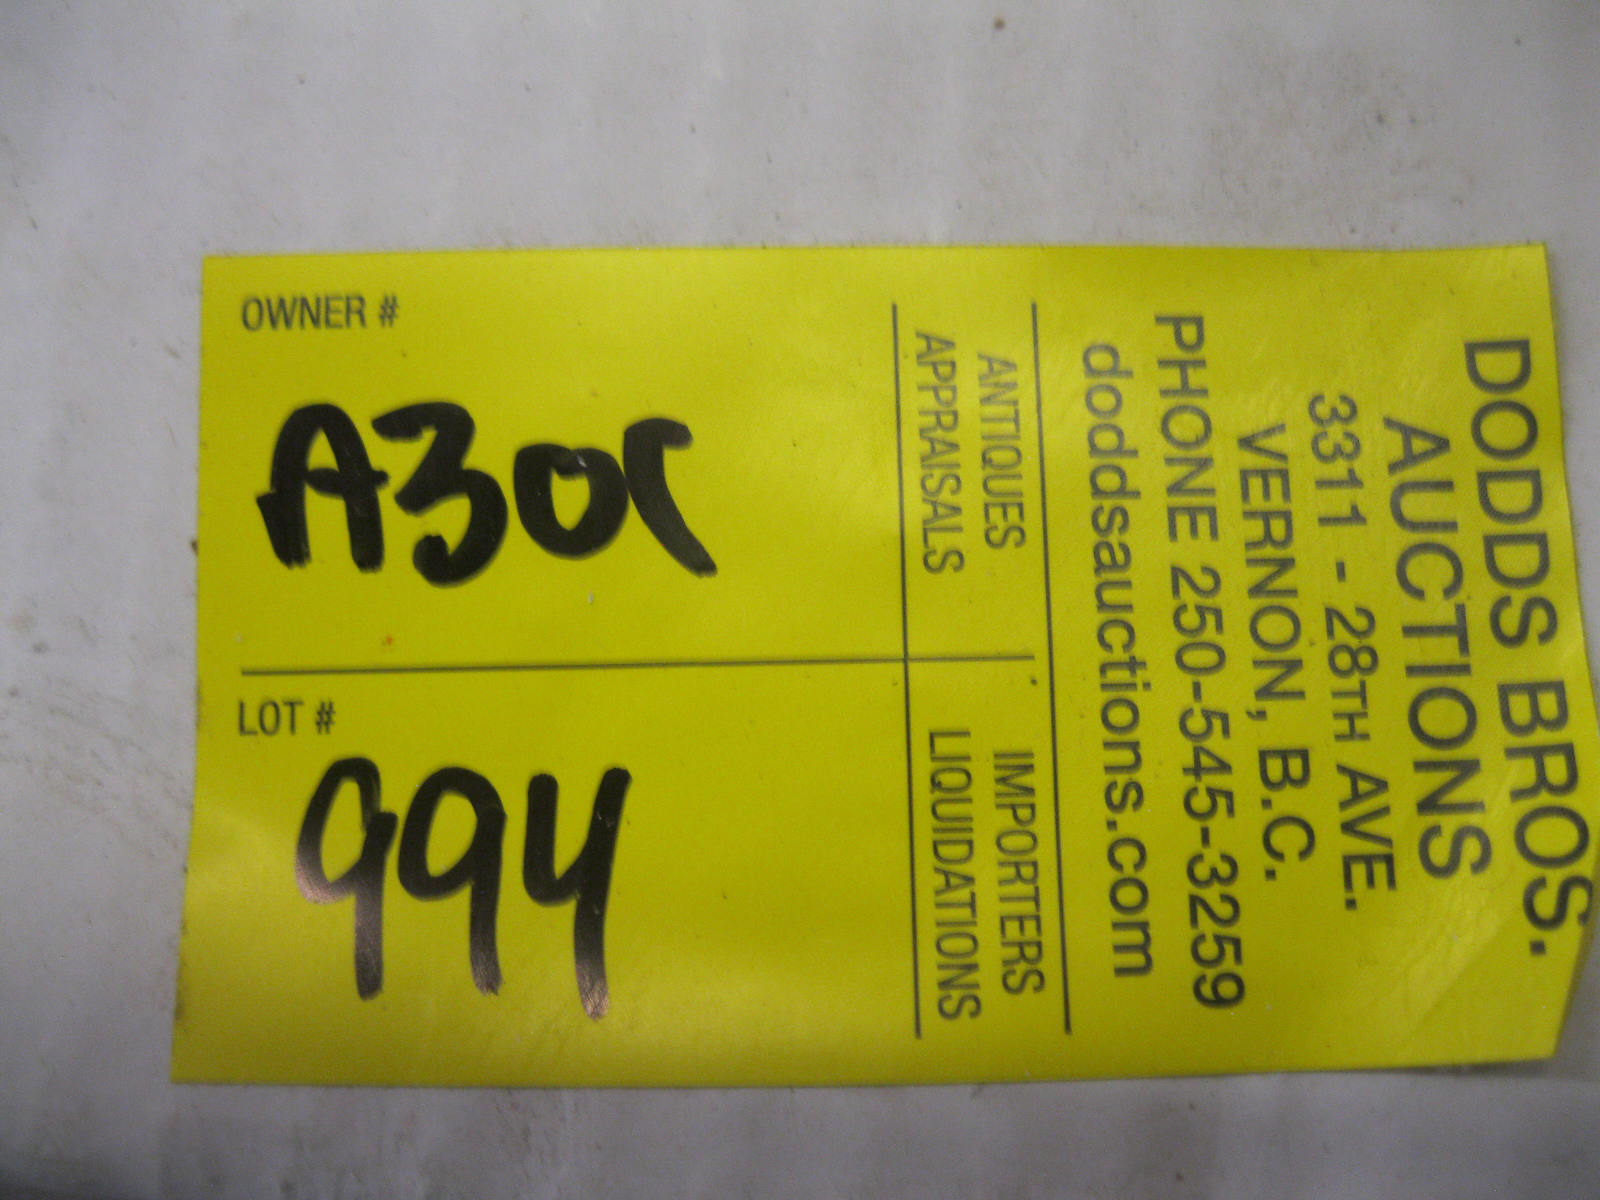 DODDS BROS.
AUCTIONS
3311 - 28TH AVE.
VERNON, B.C.
PHONE 250-545-3259
doddsauctions.com
ANTIQUES IMPORTERS
APPRAISALS LIQUIDATIONS
OWNER #
LOT #
994